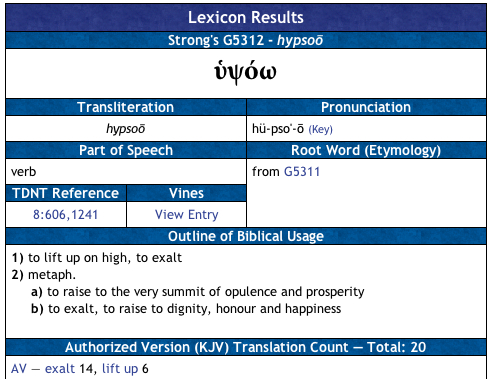 Lexicon Results
Strong's G5312 - hypsoō
ὑψόω
Transliteration Pronunciation
hypsoō hü-pso'-ō (Key)
Part of Speech Root Word (Etymology)
verb from G5311
TDNT Reference Vines
8:606,1241 View Entry
Outline of Biblical Usage
1) to lift up on high, to exalt
2) metaph.
a) to raise to the very summit of opulence and prosperity
b) to exalt, to raise to dignity, honour and happiness
Authorized Version (KJV) Translation Count — Total: 20
AV — exalt 14, lift up 6